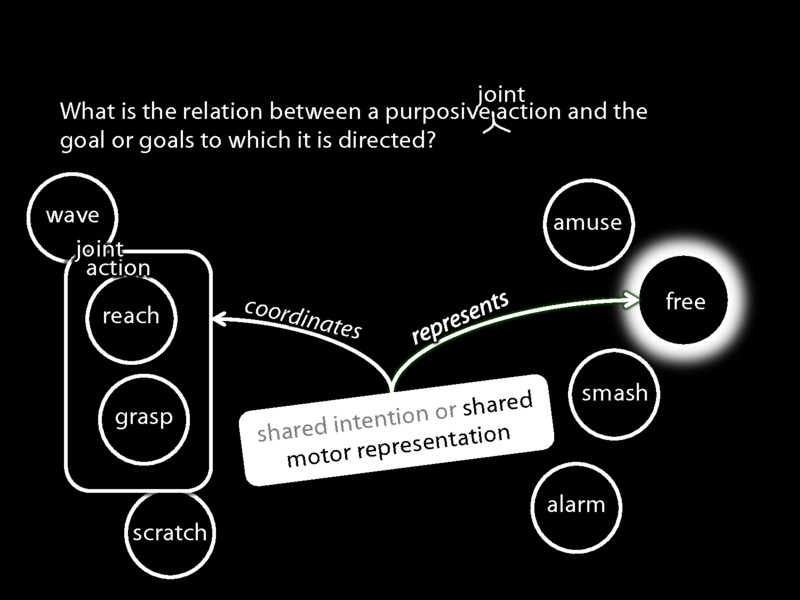 joint
What is the relation between a purposive action and the
goal or goals to which it is directed?
wave
joint
action
reach
grasp
scratch
coordinates
represents
shared intention or shared
motor representation
amuse
free
smash
alarm